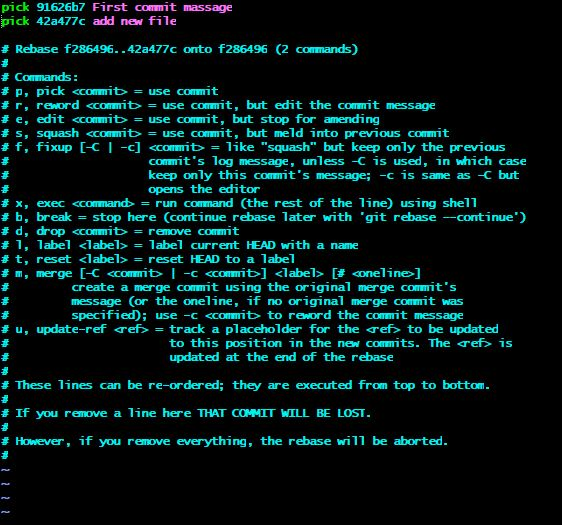 pick 91626b7 First commit massage
pick 42a477c add new file

# Rebase f286496..42a477c onto f286496 (2 commands)
#
# Commands:
# p, pick <commit> = use commit
# r, reword <commit> = use commit, but edit the commit message
# e, edit <commit> = use commit, but stop for amending
# s, squash <commit> = use commit, but meld into previous commit
# f, fixup [-C | -c] <commit> = like "squash" but keep only the previous
#                    commit's log message, unless -C is used, in which case
#                    keep only this commit's message; -c is same as -C but
#                    opens the editor
# x, exec <command> = run command (the rest of the line) using shell
# b, break = stop here (continue rebase later with 'git rebase --continue')
# d, drop <commit> = remove commit
# l, label <label> = label current HEAD with a name
# t, reset <label> = reset HEAD to a label
# m, merge [-C <commit> | -c <commit>] <label> [# <oneline>]
#         create a merge commit using the original merge commit's
#         message (or the oneline, if no original merge commit was
#         specified); use -c <commit> to reword the commit message
# u, update-ref <ref> = track a placeholder for the <ref> to be updated
#                       to this position in the new commits. The <ref> is
#                       updated at the end of the rebase
#
# These lines can be re-ordered; they are executed from top to bottom.
#
# If you remove a line here THAT COMMIT WILL BE LOST.
#
# However, if you remove everything, the rebase will be aborted.
#
~
~
~
~